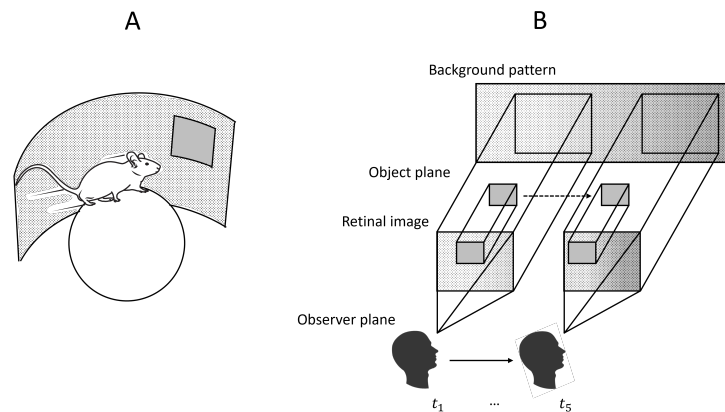 A
B
Background pattern
Object plane
Retinal image
Observer plane
t₁ ... t₅